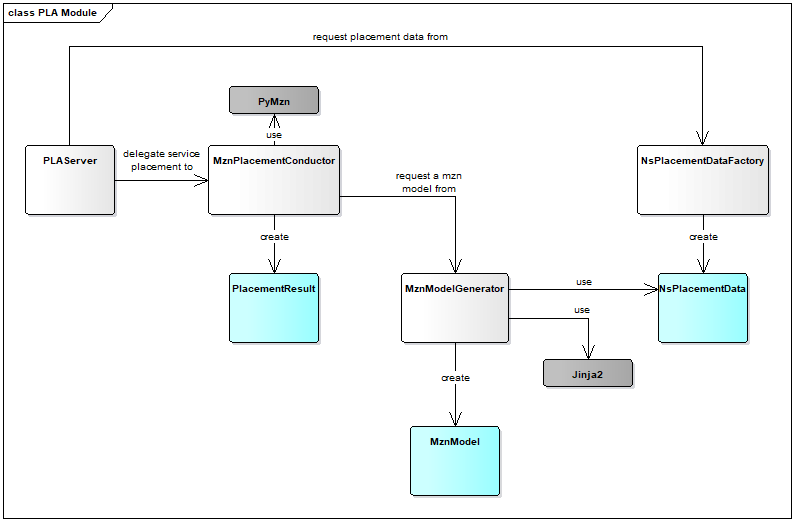 class PLA Module
request placement data from
PyMzn
use
PLAServer
delegate service
placement to
MznPlacementConductor
NsPlacementDataFactory
request a mzn
model from
create
create
PlacementResult
MznModelGenerator
use
NsPlacementData
use
Jinja2
create
MznModel